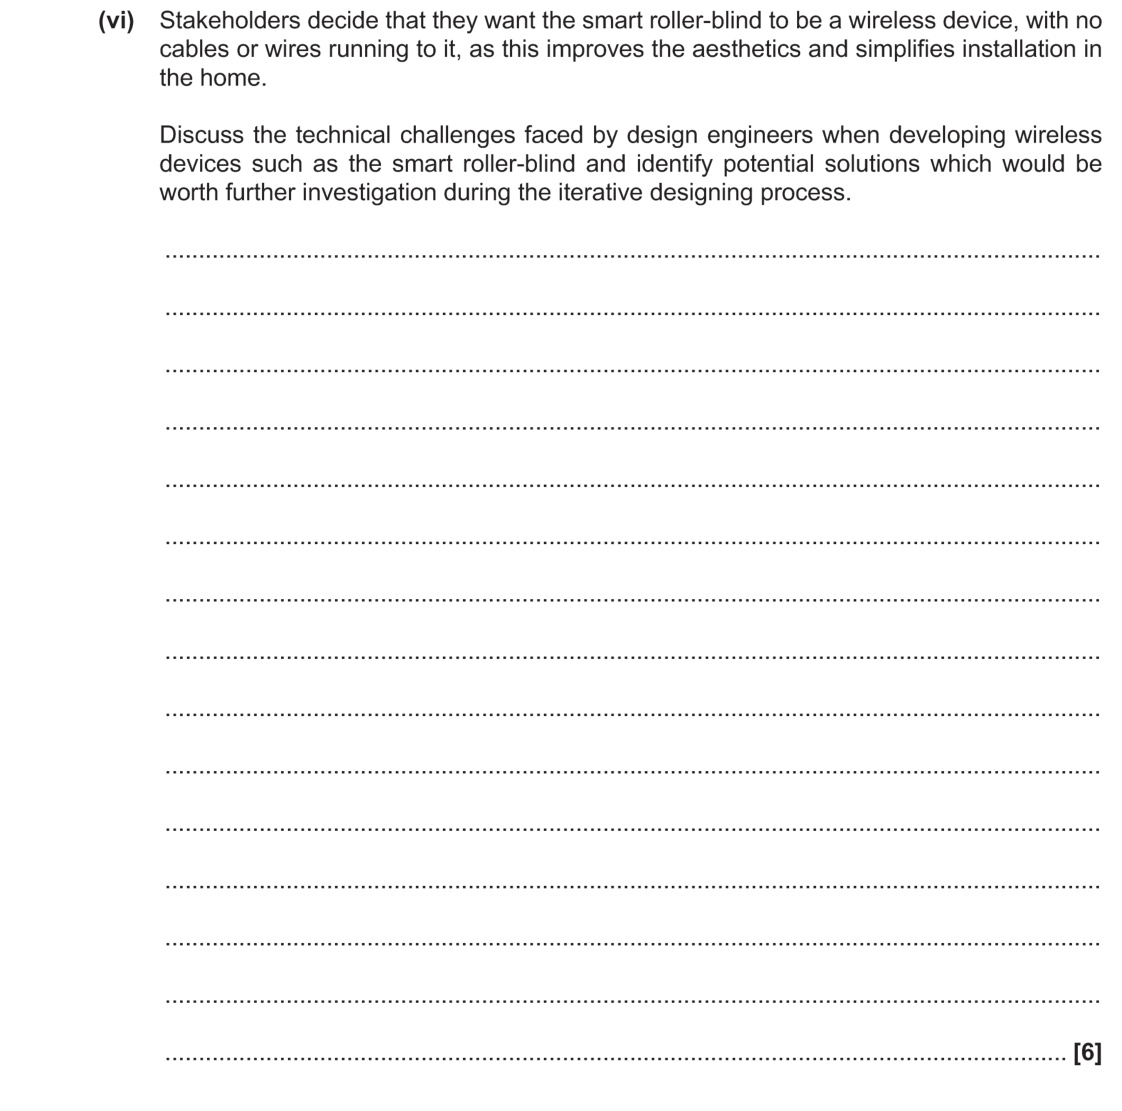 (vi) Stakeholders decide that they want the smart roller-blind to be a wireless device, with no
cables or wires running to it, as this improves the aesthetics and simplifies installation in
the home.
Discuss the technical challenges faced by design engineers when developing wireless
devices such as the smart roller-blind and identify potential solutions which would be
worth further investigation during the iterative designing process.
[6]